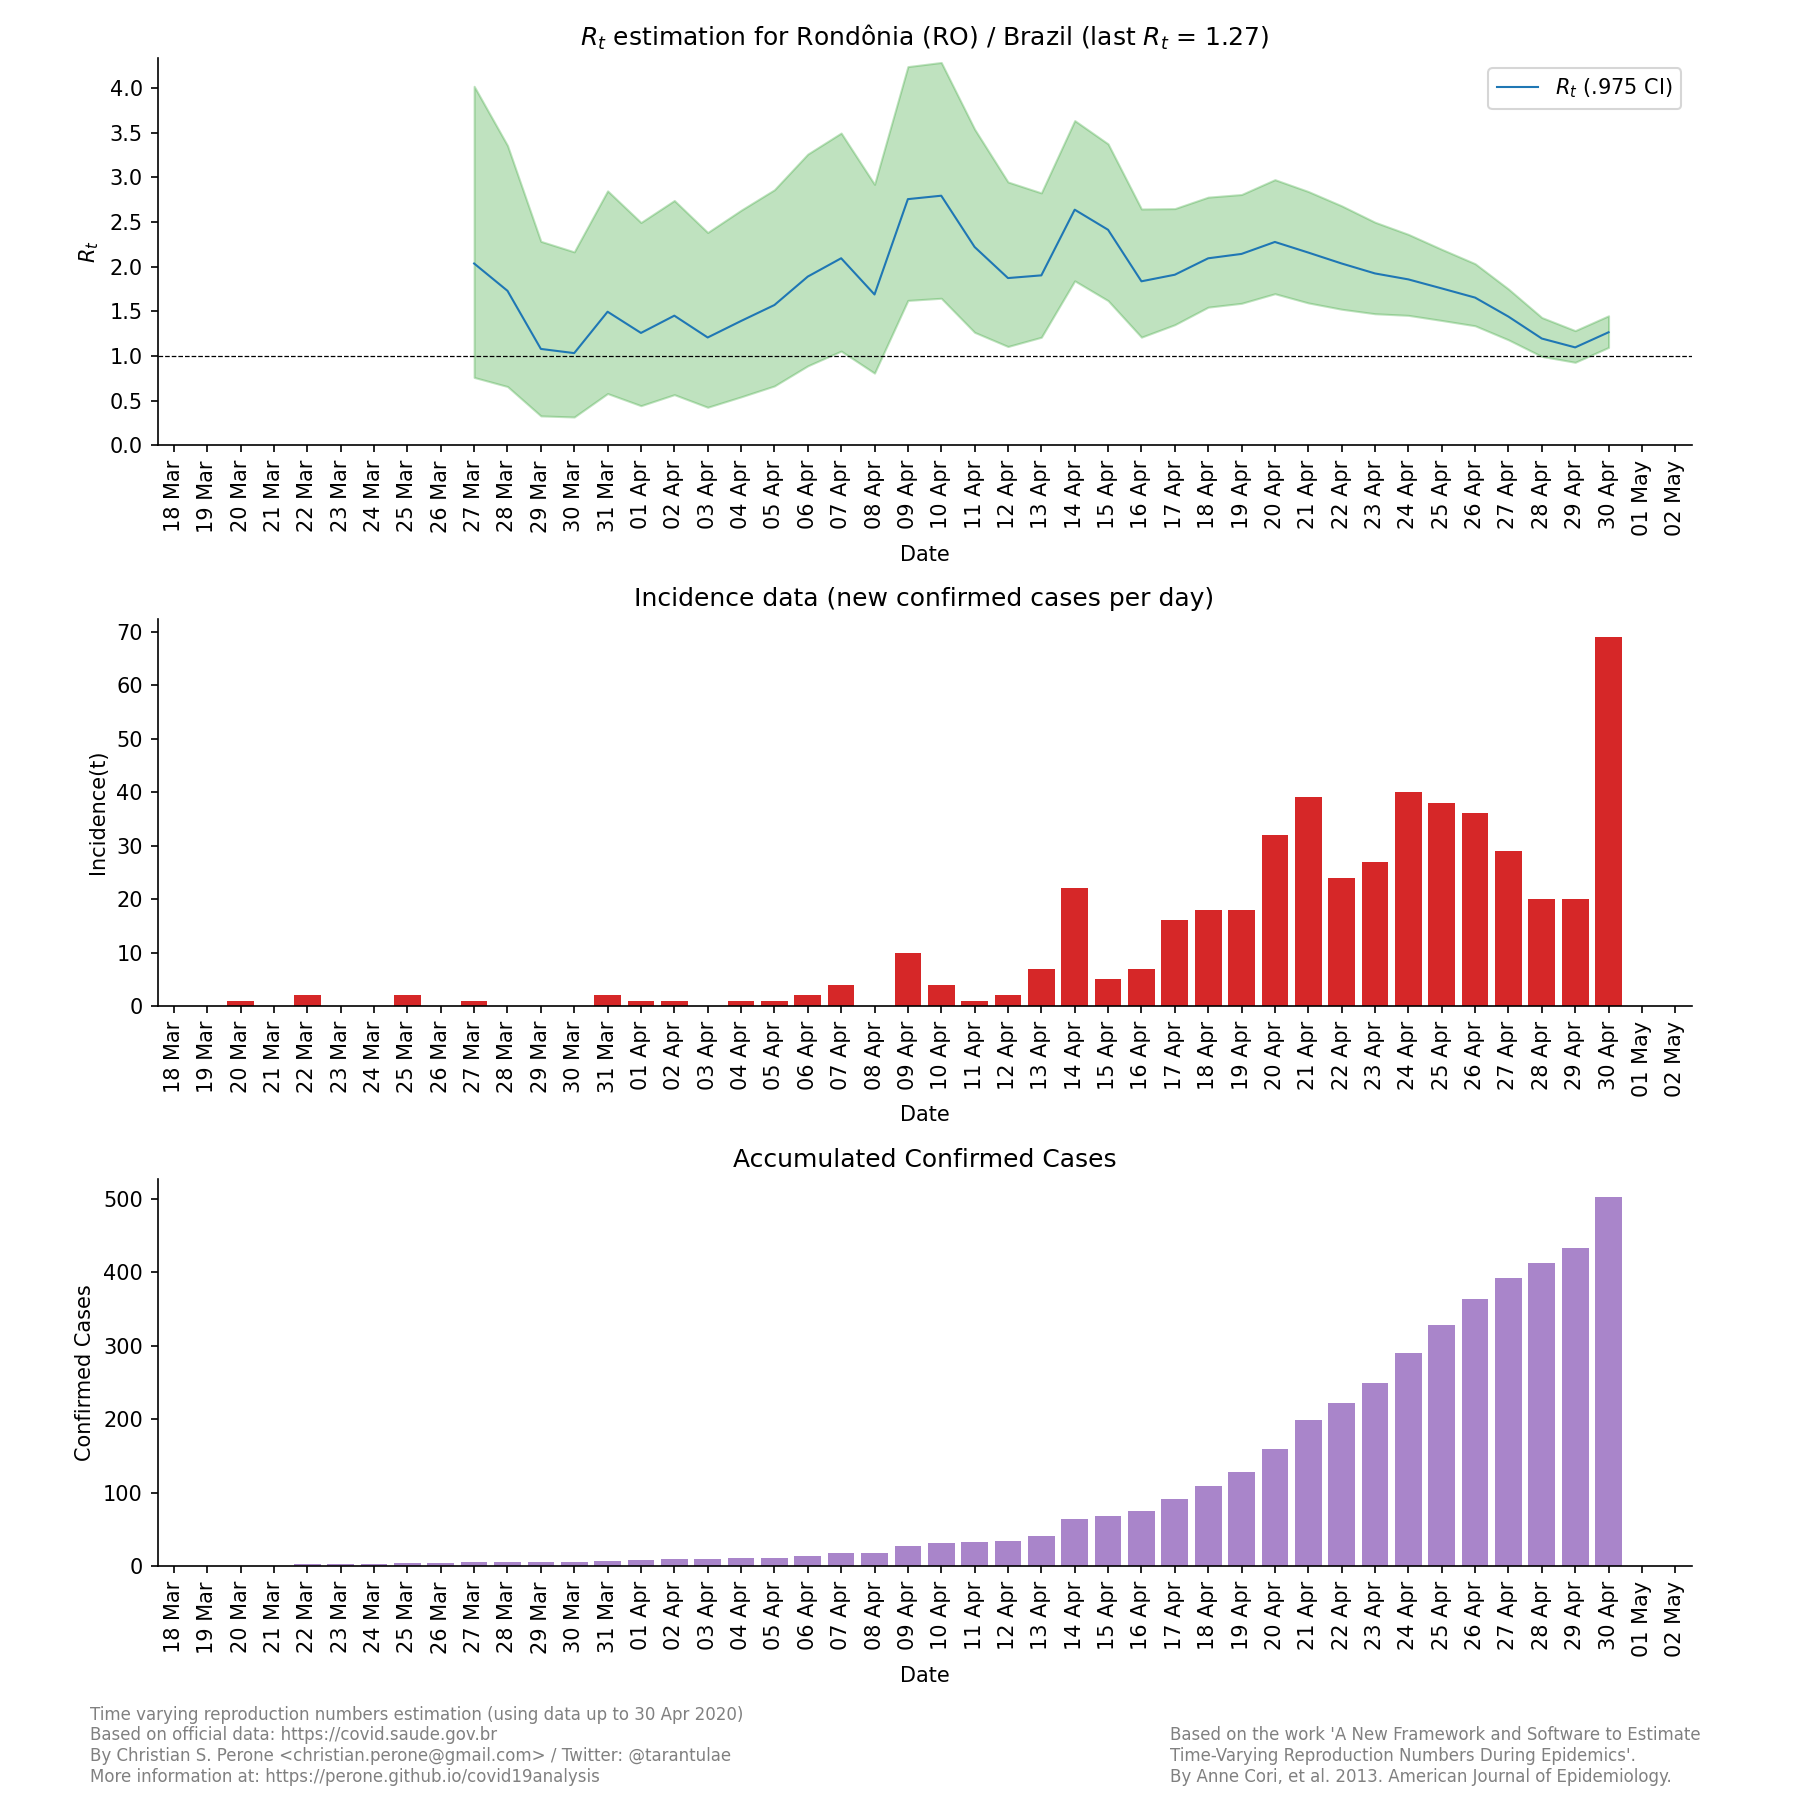 Rt estimation for Rondônia (RO) / Brazil (last Rt = 1.27)
Rt (.975 CI)
Rt
4.0
3.5
3.0
2.5
2.0
1.5
1.0
0.5
0.0
18 Mar 19 Mar 20 Mar 21 Mar 22 Mar 23 Mar 24 Mar 25 Mar 26 Mar 27 Mar 28 Mar 29 Mar 30 Mar 31 Mar 01 Apr 02 Apr 03 Apr 04 Apr 05 Apr 06 Apr 07 Apr 08 Apr 09 Apr 10 Apr 11 Apr 12 Apr 13 Apr 14 Apr 15 Apr 16 Apr 17 Apr 18 Apr 19 Apr 20 Apr 21 Apr 22 Apr 23 Apr 24 Apr 25 Apr 26 Apr 27 Apr 28 Apr 29 Apr 30 Apr 01 May 02 May
Date
Incidence data (new confirmed cases per day)
Incidence(t)
70
60
50
40
30
20
10
0
18 Mar 19 Mar 20 Mar 21 Mar 22 Mar 23 Mar 24 Mar 25 Mar 26 Mar 27 Mar 28 Mar 29 Mar 30 Mar 31 Mar 01 Apr 02 Apr 03 Apr 04 Apr 05 Apr 06 Apr 07 Apr 08 Apr 09 Apr 10 Apr 11 Apr 12 Apr 13 Apr 14 Apr 15 Apr 16 Apr 17 Apr 18 Apr 19 Apr 20 Apr 21 Apr 22 Apr 23 Apr 24 Apr 25 Apr 26 Apr 27 Apr 28 Apr 29 Apr 30 Apr 01 May 02 May
Date
Accumulated Confirmed Cases
Confirmed Cases
500
400
300
200
100
0
18 Mar 19 Mar 20 Mar 21 Mar 22 Mar 23 Mar 24 Mar 25 Mar 26 Mar 27 Mar 28 Mar 29 Mar 30 Mar 31 Mar 01 Apr 02 Apr 03 Apr 04 Apr 05 Apr 06 Apr 07 Apr 08 Apr 09 Apr 10 Apr 11 Apr 12 Apr 13 Apr 14 Apr 15 Apr 16 Apr 17 Apr 18 Apr 19 Apr 20 Apr 21 Apr 22 Apr 23 Apr 24 Apr 25 Apr 26 Apr 27 Apr 28 Apr 29 Apr 30 Apr 01 May 02 May
Date
Time varying reproduction numbers estimation (using data up to 30 Apr 2020)
Based on official data: https://covid.saude.gov.br
By Christian S. Perone <christian.perone@gmail.com> / Twitter: @tarantulae
More information at: https://perone.github.io/covid19analysis
Based on the work 'A New Framework and Software to Estimate
Time-Varying Reproduction Numbers During Epidemics'.
By Anne Cori, et al. 2013. American Journal of Epidemiology.